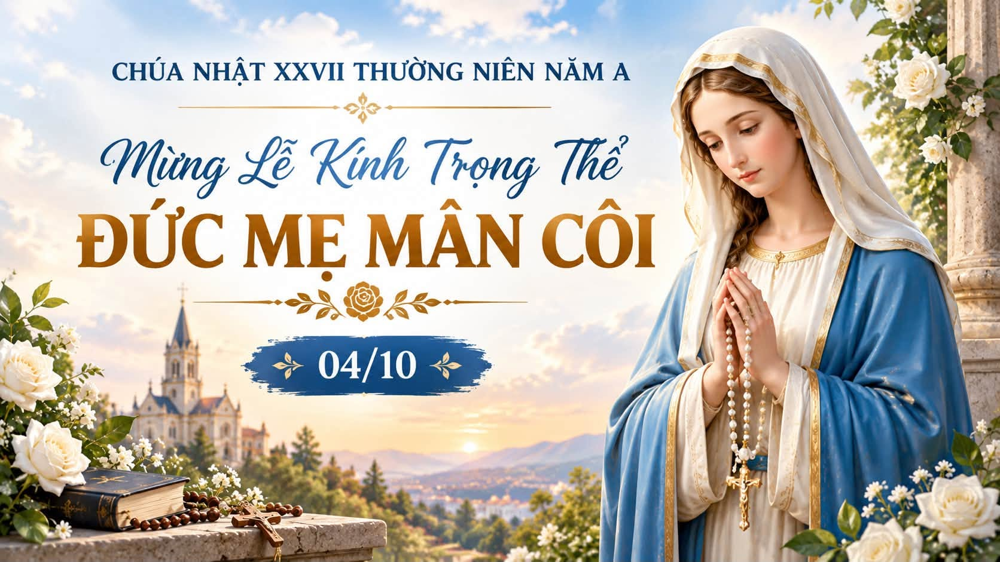 CHÚA NHẬT XXVII THƯỜNG NIÊN NĂM A
Mừng Lễ Kính Trọng Thể
ĐỨC MẸ MÂN CÔI
04/10